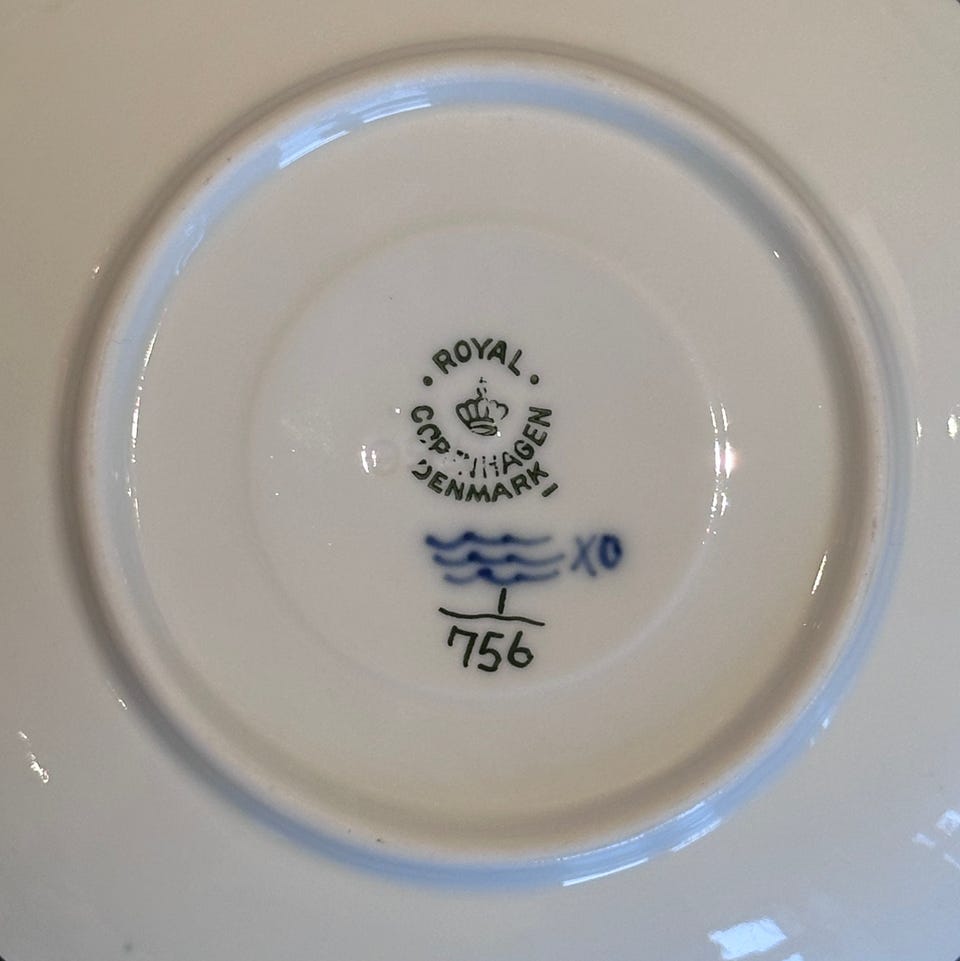 • ROYAL •
COPENHAGEN
DENMARK
XO
1
756